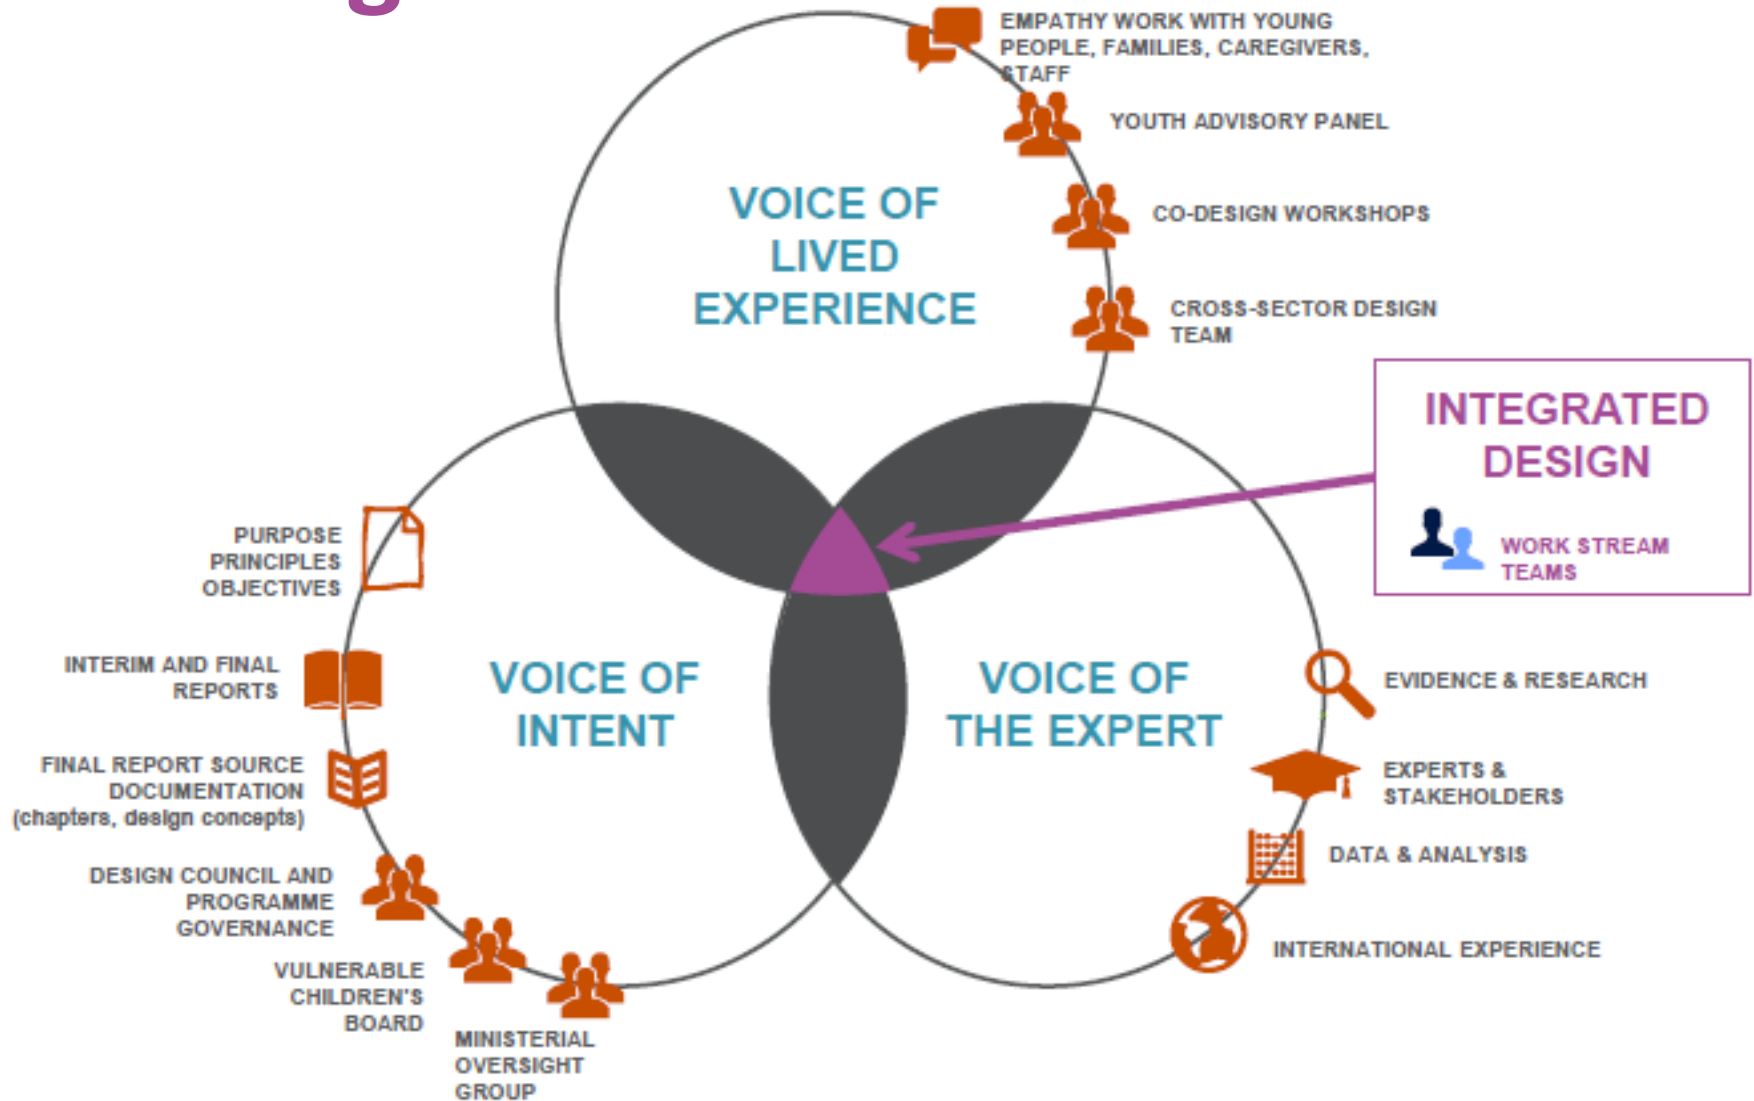 EMPATHY WORK WITH YOUNG
PEOPLE, FAMILIES, CAREGIVERS,
STAFF
YOUTH ADVISORY PANEL
CO-DESIGN WORKSHOPS
CROSS-SECTOR DESIGN
TEAM
VOICE OF
LIVED
EXPERIENCE
INTEGRATED
DESIGN
WORK STREAM
TEAMS
PURPOSE
PRINCIPLES
OBJECTIVES
INTERIM AND FINAL
REPORTS
FINAL REPORT SOURCE
DOCUMENTATION
(chapters, design concepts)
DESIGN COUNCIL AND
PROGRAMME
GOVERNANCE
VULNERABLE
CHILDREN'S
BOARD
MINISTERIAL
OVERSIGHT
GROUP
VOICE OF
INTENT
VOICE OF
THE EXPERT
EVIDENCE & RESEARCH
EXPERTS &
STAKEHOLDERS
DATA & ANALYSIS
INTERNATIONAL EXPERIENCE